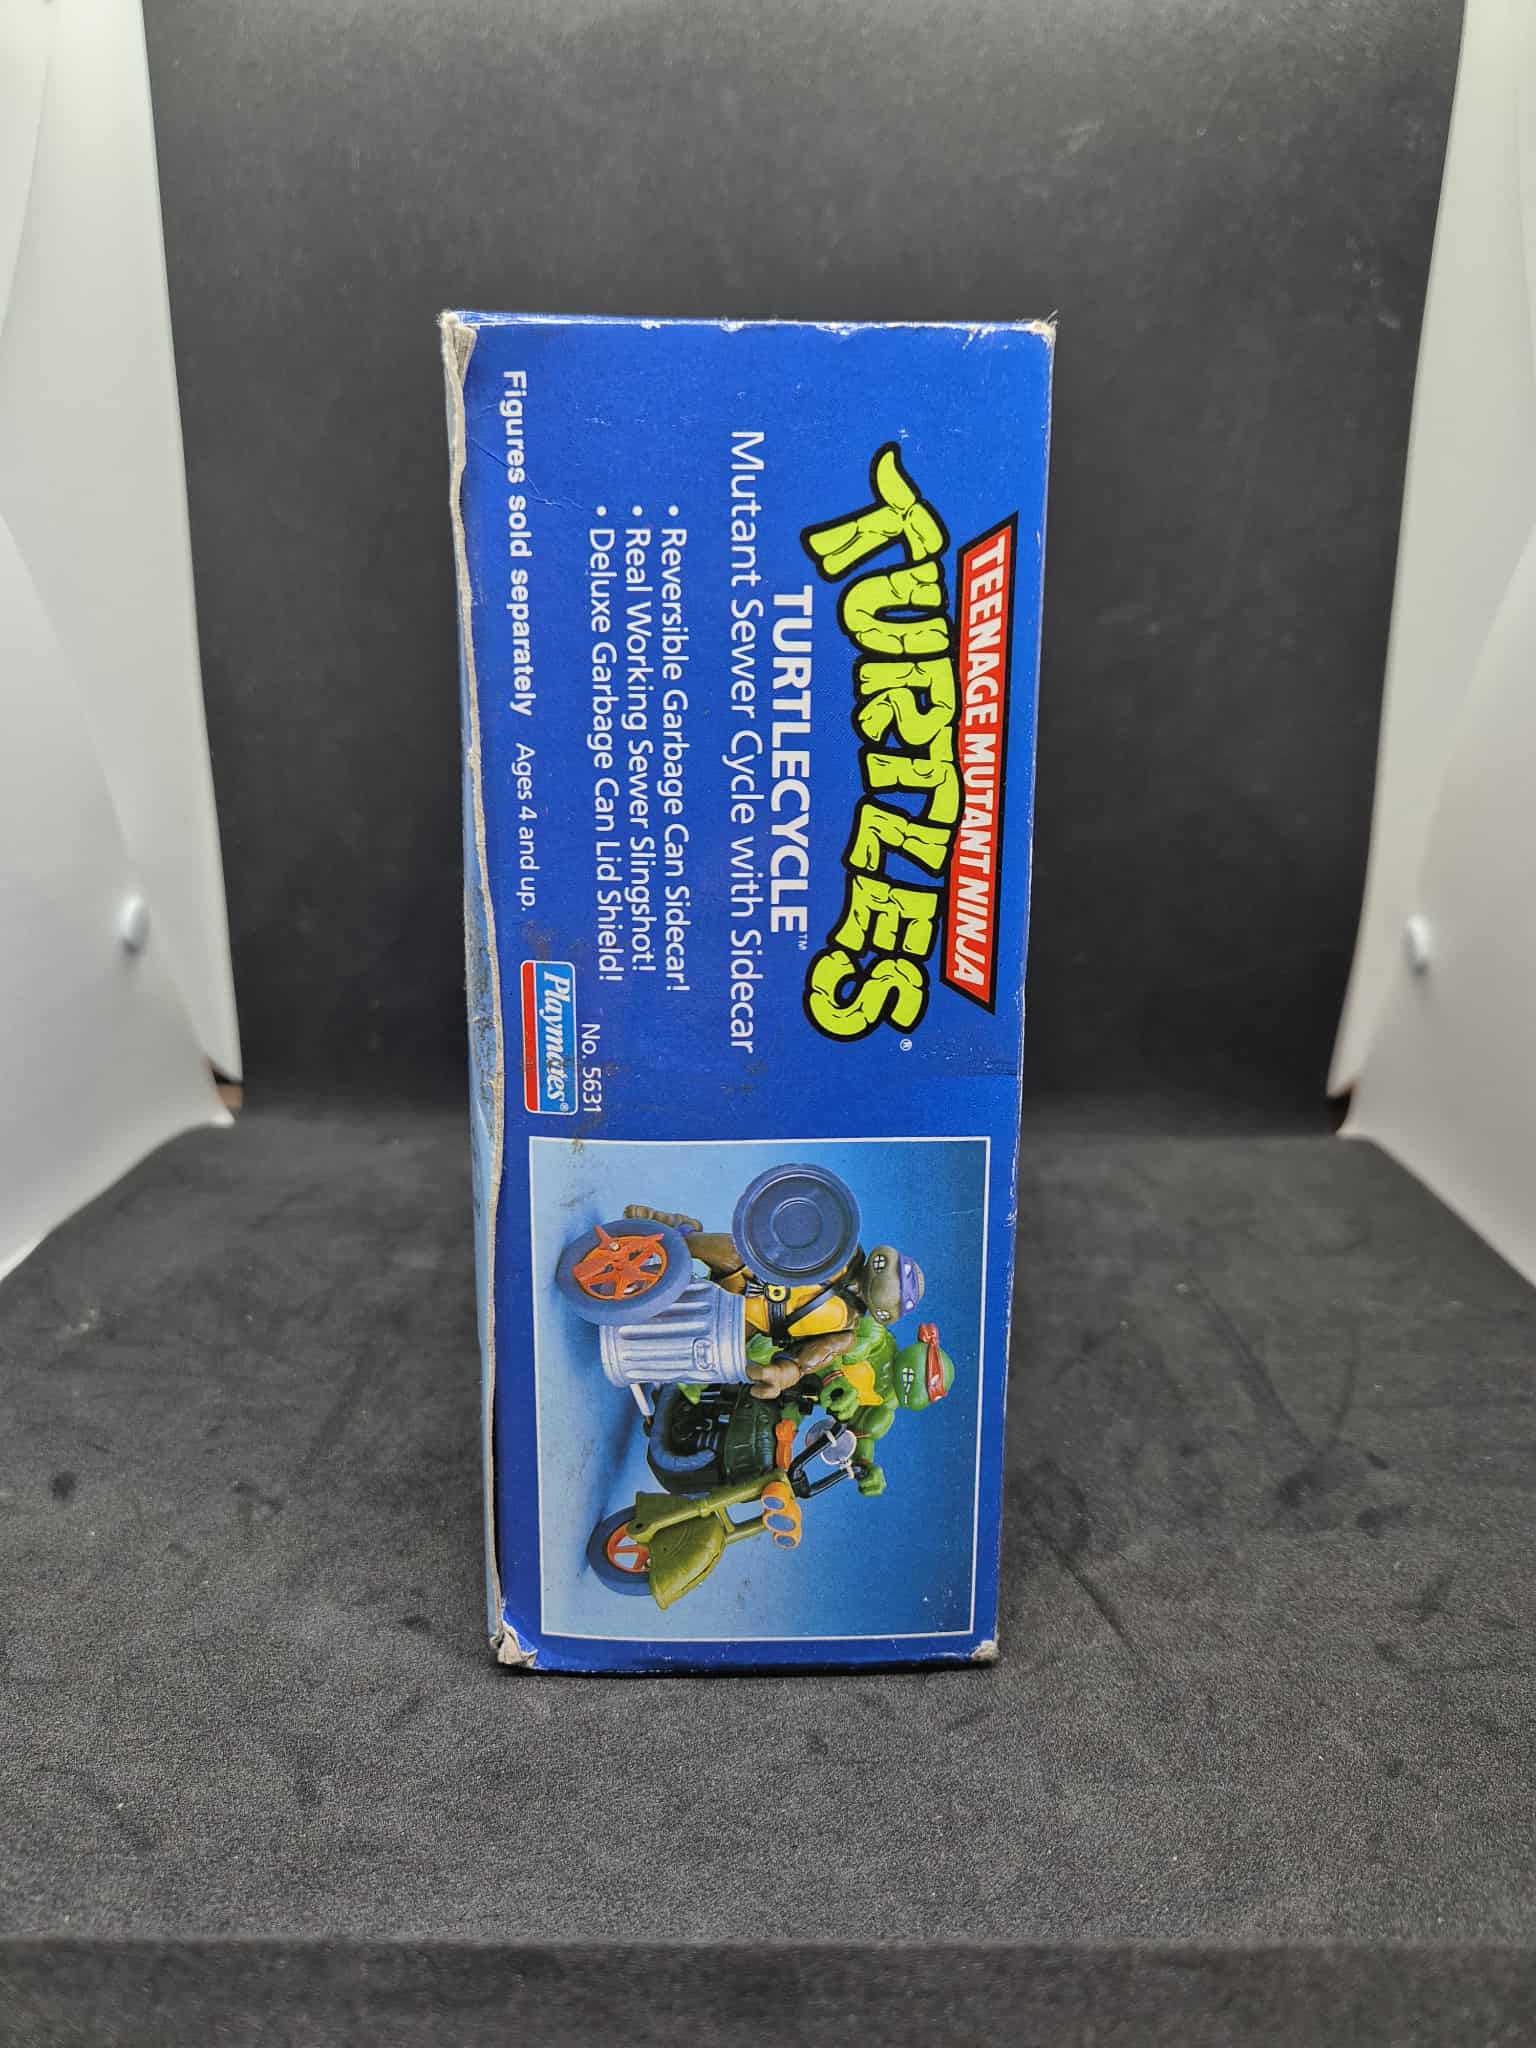 TEENAGE MUTANT NINJA
TURTLES®
TURTLECYCLE™
Mutant Sewer Cycle with Sidecar
• Reversible Garbage Can Sidecar!
• Real Working Sewer Slingshot!
• Deluxe Garbage Can Lid Shield!
No. 5631
Figures sold separately Ages 4 and up.
Playmates®